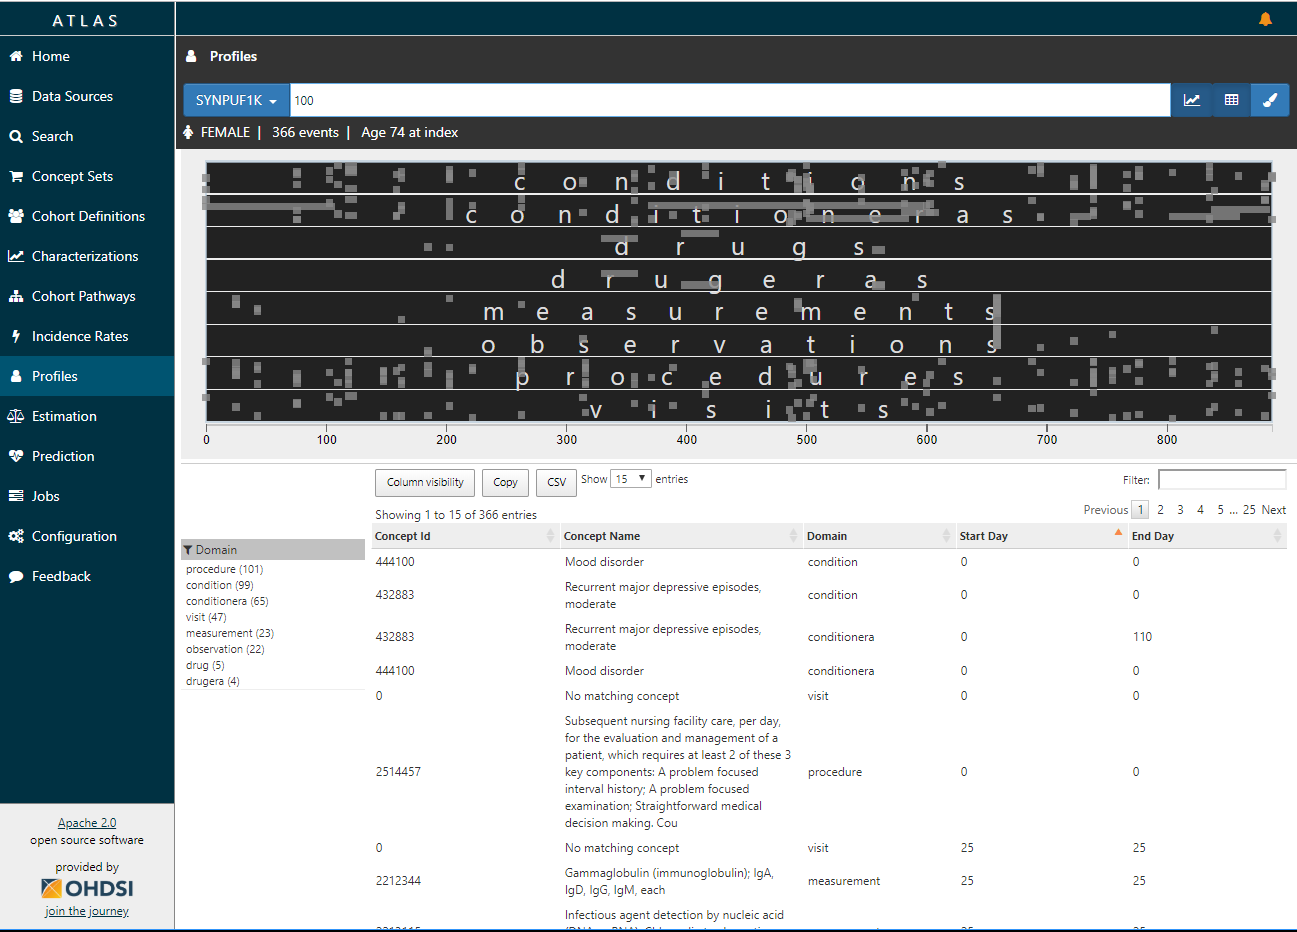 ATLAS
Home
Data Sources
Search
Concept Sets
Cohort Definitions
Characterizations
Cohort Pathways
Incidence Rates
Profiles
Estimation
Prediction
Jobs
Configuration
Feedback
Apache 2.0
open source software
provided by
OHDSI
join the journey
Profiles
SYNPUF1K 100
FEMALE | 366 events | Age 74 at index
conditions
conditioneras
drugs
drugeras
measurements
observations
procedures
visits
0 100 200 300 400 500 600 700 800
Column visibility Copy CSV Show 15 entries Filter:
Showing 1 to 15 of 366 entries Previous 1 2 3 4 5 ... 25 Next
Domain
procedure (101)
condition (99)
conditionera (65)
visit (47)
measurement (23)
observation (22)
drug (5)
drugera (4)
Concept Id Concept Name Domain Start Day End Day
444100 Mood disorder condition 0 0
432883 Recurrent major depressive episodes, moderate condition 0 0
432883 Recurrent major depressive episodes, moderate conditionera 0 110
444100 Mood disorder conditionera 0 0
0 No matching concept visit 0 0
Subsequent nursing facility care, per day,
for the evaluation and management of a
patient, which requires at least 2 of these 3
2514457 key components: A problem focused procedure 0 0
interval history; A problem focused
examination; Straightforward medical
decision making. Cou
0 No matching concept visit 25 25
2212344 Gammaglobulin (immunoglobulin); IgA, IgD, IgG, IgM, each measurement 25 25
Infectious agent detection by nucleic acid